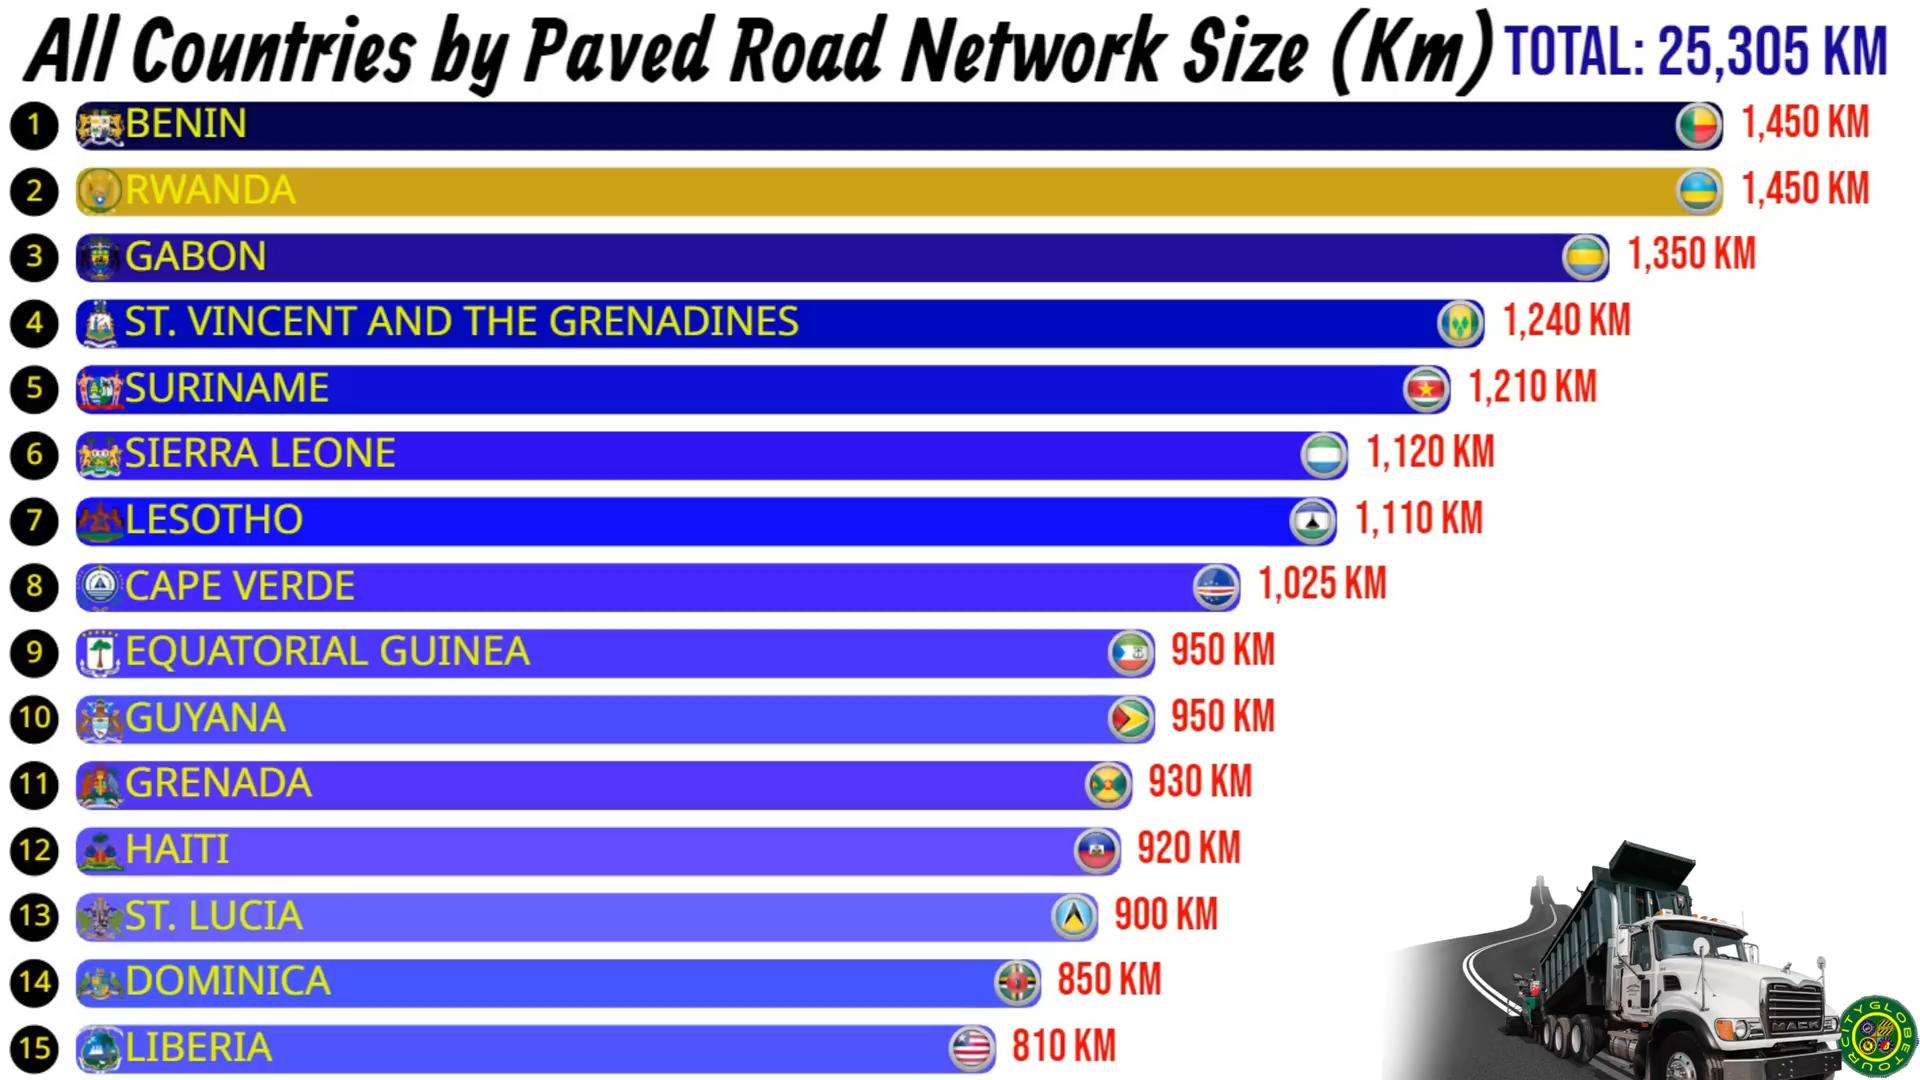 All Countries by Paved Road Network Size (Km) TOTAL: 25,305 KM
1 BENIN 1,450 KM
2 RWANDA 1,450 KM
3 GABON 1,350 KM
4 ST. VINCENT AND THE GRENADINES 1,240 KM
5 SURINAME 1,210 KM
6 SIERRA LEONE 1,120 KM
7 LESOTHO 1,110 KM
8 CAPE VERDE 1,025 KM
9 EQUATORIAL GUINEA 950 KM
10 GUYANA 950 KM
11 GRENADA 930 KM
12 HAITI 920 KM
13 ST. LUCIA 900 KM
14 DOMINICA 850 KM
15 LIBERIA 810 KM
MACK
CITY GLOBE TOUR